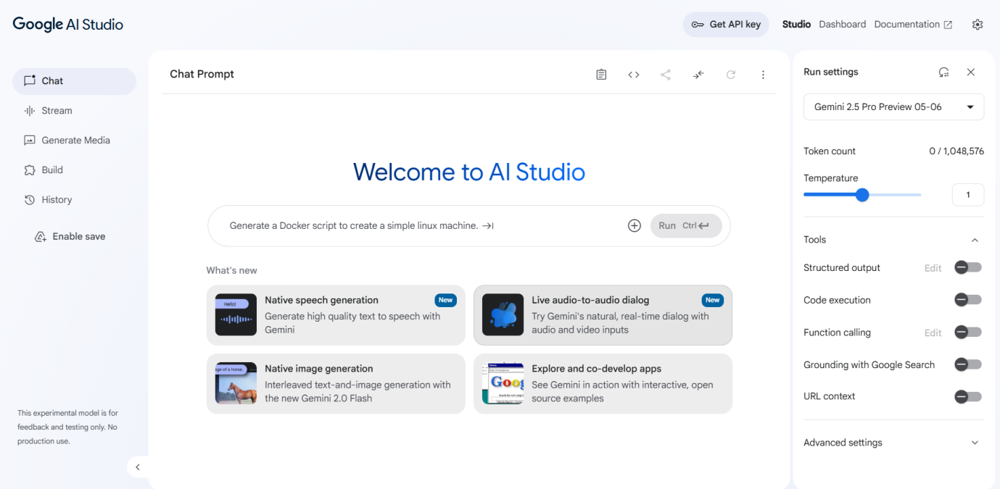 Google AI Studio
Get API key
Studio
Dashboard
Documentation
Chat
Stream
Generate Media
Build
History
Enable save
This experimental model is for
feedback and testing only. No
production use.
Chat Prompt
Welcome to AI Studio
Generate a Docker script to create a simple linux machine.
Run Ctrl
What's new
Hello!
Native speech generation
New
Generate high quality text to speech with
Gemini
Live audio-to-audio dialog
New
Try Gemini's natural, real-time dialog with
audio and video inputs
of a horse.
Native image generation
Interleaved text-and-image generation with
the new Gemini 2.0 Flash
Explore and co-develop apps
See Gemini in action with interactive, open
source examples
Run settings
Gemini 2.5 Pro Preview 05-06
Token count
0 / 1,048,576
Temperature
1
Tools
Structured output
Edit
Code execution
Function calling
Edit
Grounding with Google Search
URL context
Advanced settings